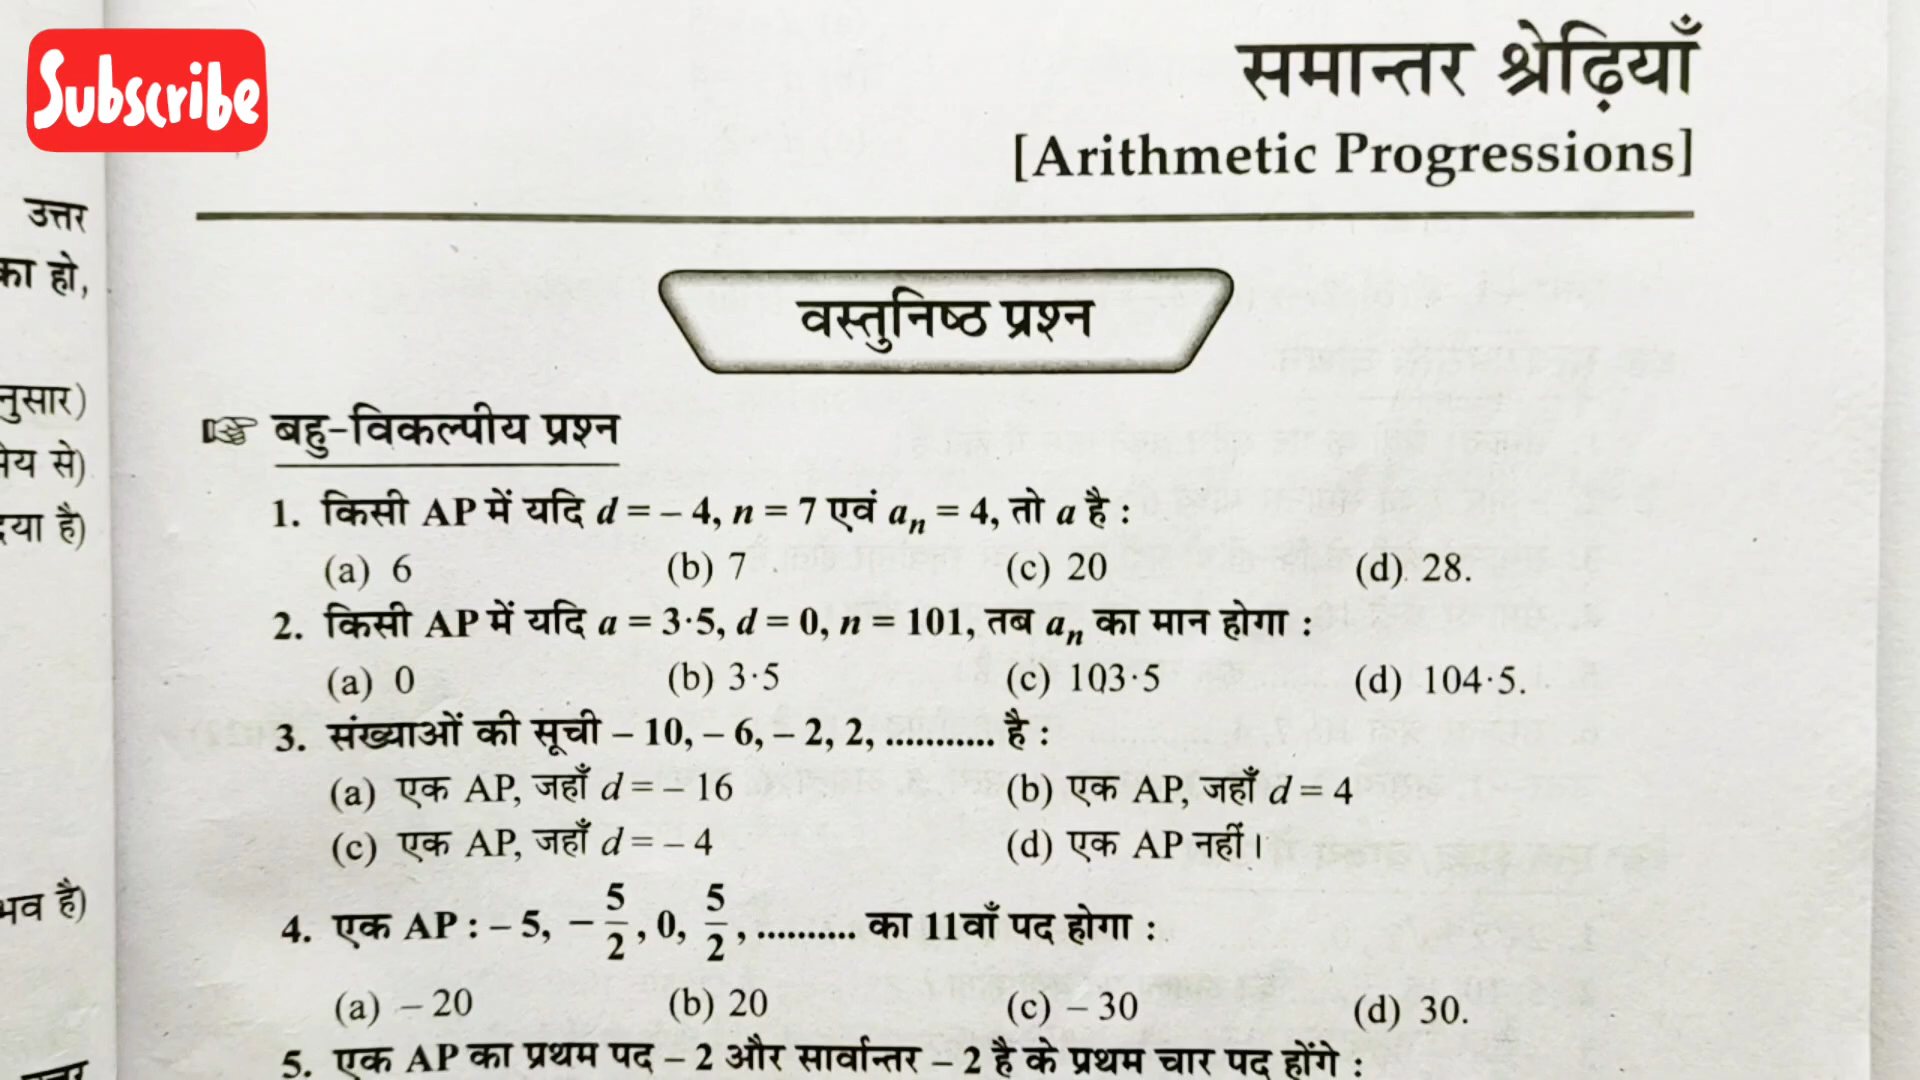 Subscribe
समान्तर श्रेढ़ियाँ
[Arithmetic Progressions]
उत्तर
का हो,
नुसार)
मेय से)
दया है)
भव है)
वस्तुनिष्ठ प्रश्न
बहु-विकल्पीय प्रश्न
1. किसी AP में यदि d = – 4, n = 7 एवं aₙ = 4, तो a है :
(a) 6 (b) 7 (c) 20 (d) 28.
2. किसी AP में यदि a = 3·5, d = 0, n = 101, तब aₙ का मान होगा :
(a) 0 (b) 3·5 (c) 103·5 (d) 104·5.
3. संख्याओं की सूची – 10, – 6, – 2, 2, ........... है :
(a) एक AP, जहाँ d = – 16 (b) एक AP, जहाँ d = 4
(c) एक AP, जहाँ d = – 4 (d) एक AP नहीं।
4. एक AP : – 5, – 5/2, 0, 5/2, .......... का 11वाँ पद होगा :
(a) – 20 (b) 20 (c) – 30 (d) 30.
5. एक AP का प्रथम पद – 2 और सार्वान्तर – 2 है के प्रथम चार पद होंगे :